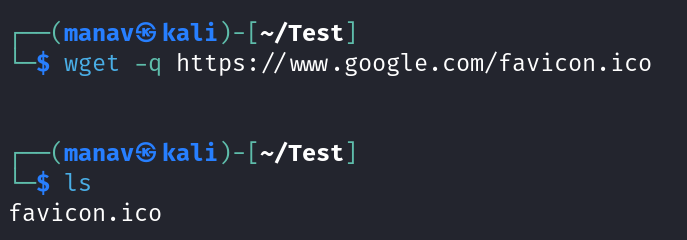 ┌──(manav㉿kali)-[~/Test]
└─$ wget -q https://www.google.com/favicon.ico
┌──(manav㉿kali)-[~/Test]
└─$ ls
favicon.ico